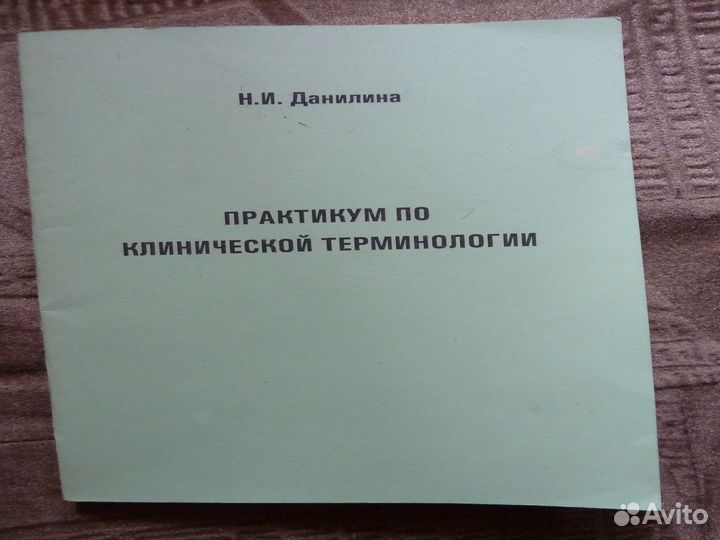 Н.И. Данилина
ПРАКТИКУМ ПО
КЛИНИЧЕСКОЙ ТЕРМИНОЛОГИИ
Avito